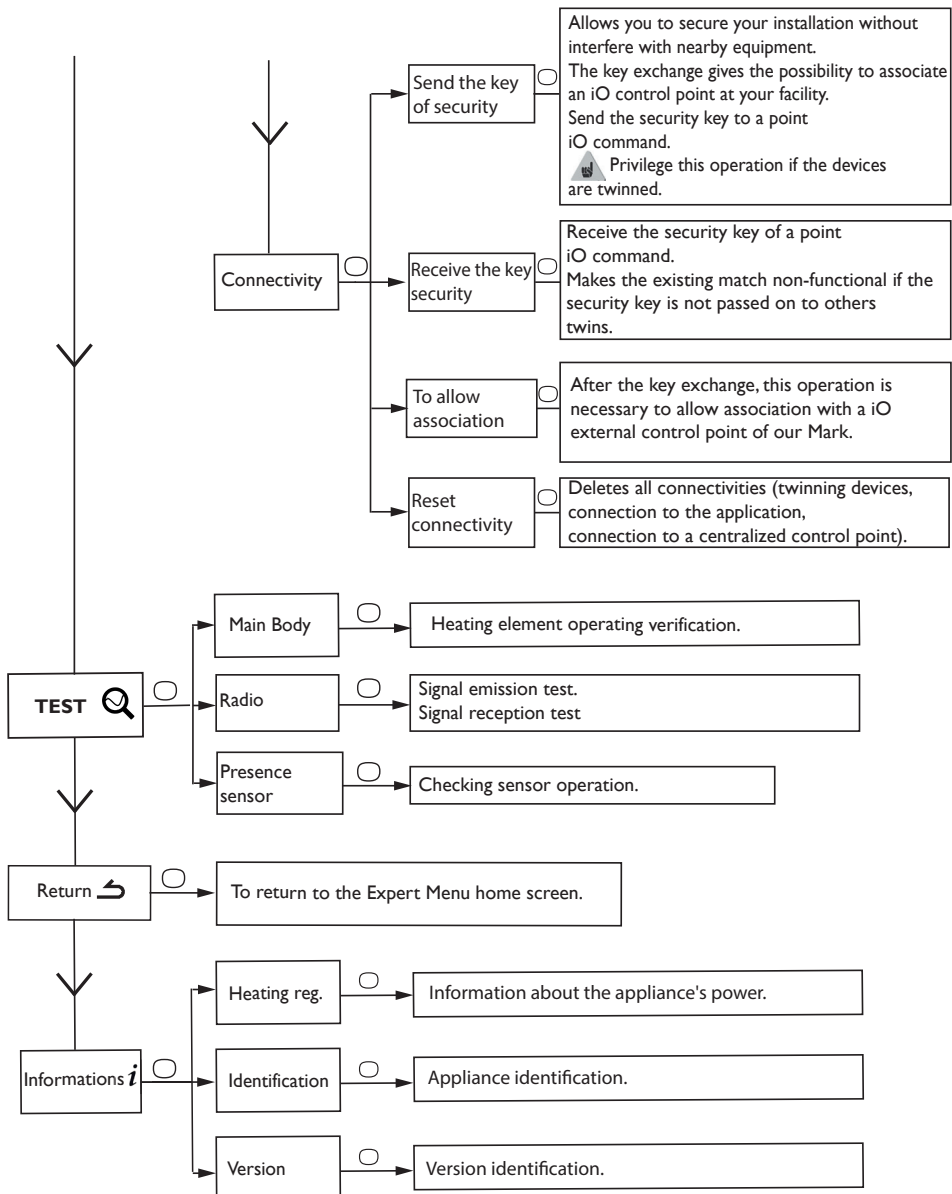 Send the key
of security
Allows you to secure your installation without
interfere with nearby equipment.
The key exchange gives the possibility to associate
an iO control point at your facility.
Send the security key to a point
iO command.
Privilege this operation if the devices
are twinned.
Connectivity
Receive the key
security
Receive the security key of a point
iO command.
Makes the existing match non-functional if the
security key is not passed on to others
twins.
To allow
association
After the key exchange, this operation is
necessary to allow association with a iO
external control point of our Mark.
Reset
connectivity
Deletes all connectivities (twinning devices,
connection to the application,
connection to a centralized control point).
TEST
Main Body
Heating element operating verification.
Radio
Signal emission test.
Signal reception test
Presence
sensor
Checking sensor operation.
Return
To return to the Expert Menu home screen.
Informations i
Heating reg.
Information about the appliance's power.
Identification
Appliance identification.
Version
Version identification.